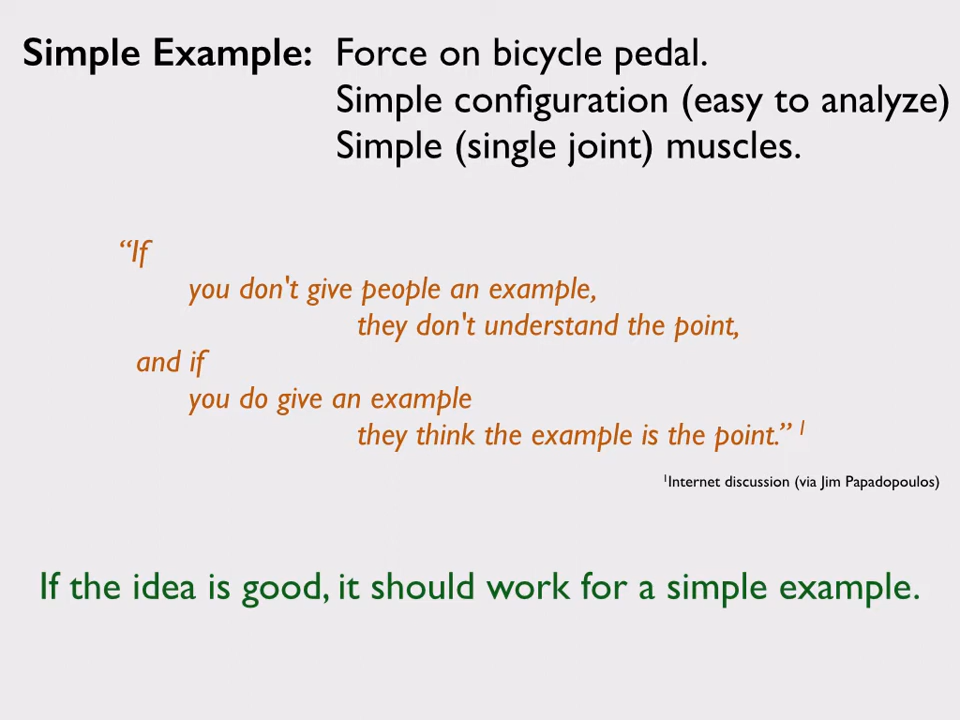 Simple Example: Force on bicycle pedal.
Simple configuration (easy to analyze)
Simple (single joint) muscles.
“If
you don't give people an example,
they don't understand the point,
and if
you do give an example
they think the example is the point.” 1
1Internet discussion (via Jim Papadopoulos)
If the idea is good, it should work for a simple example.